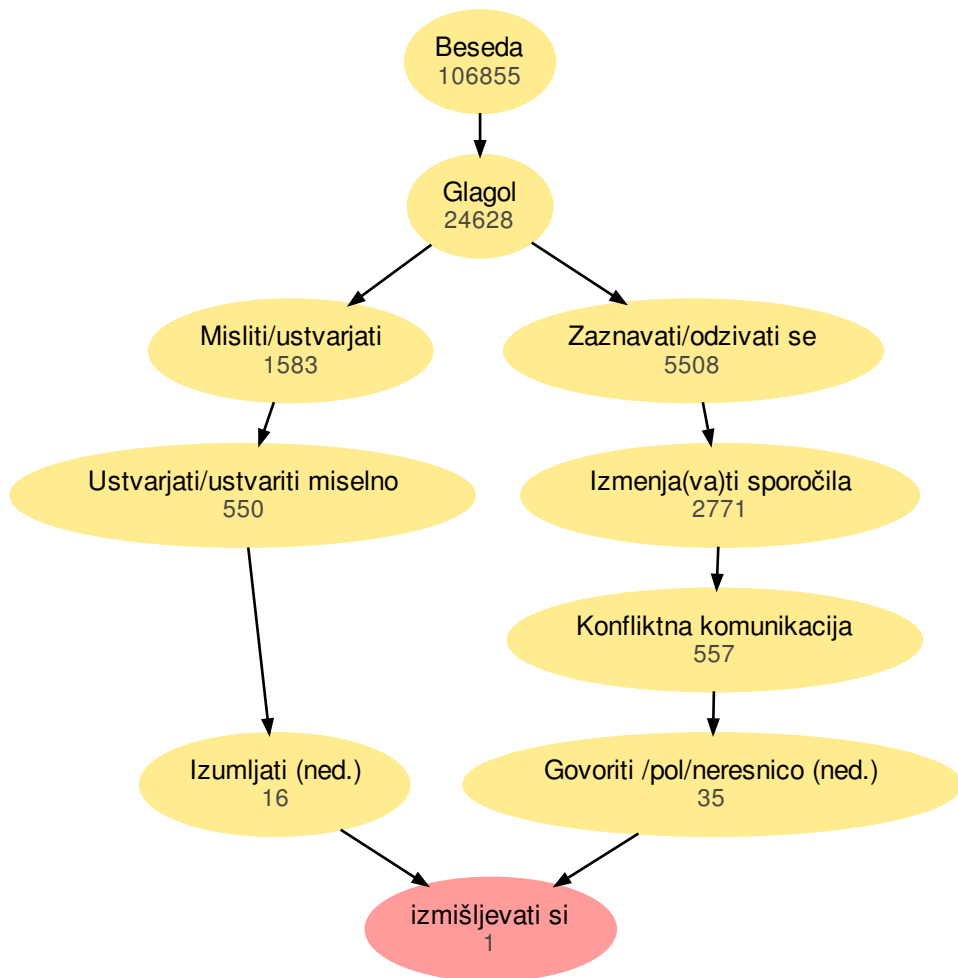 Beseda
106855
Glagol
24628
Misliti/ustvarjati
1583
Zaznavati/odzivati se
5508
Ustvarjati/ustvariti miselno
550
Izmenja(va)ti sporočila
2771
Konfliktna komunikacija
557
Izumljati (ned.)
16
Govoriti /pol/neresnico (ned.)
35
izmišljevati si
1